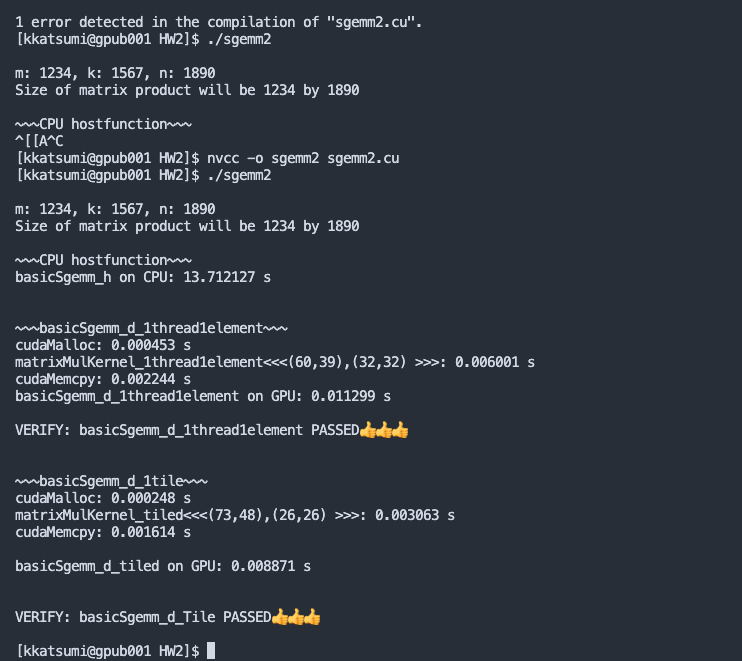 1 error detected in the compilation of "sgemm2.cu".
[kkatsumi@gpub001 HW2]$ ./sgemm2
m: 1234, k: 1567, n: 1890
Size of matrix product will be 1234 by 1890
~~~CPU hostfunction~~~
^[[A^C
[kkatsumi@gpub001 HW2]$ nvcc -o sgemm2 sgemm2.cu
[kkatsumi@gpub001 HW2]$ ./sgemm2
m: 1234, k: 1567, n: 1890
Size of matrix product will be 1234 by 1890
~~~CPU hostfunction~~~
basicSgemm_h on CPU: 13.712127 s
~~~basicSgemm_d_1thread1element~~~
cudaMalloc: 0.000453 s
matrixMulKernel_1thread1element<<<(60,39),(32,32) >>>: 0.006001 s
cudaMemcpy: 0.002244 s
basicSgemm_d_1thread1element on GPU: 0.011299 s
VERIFY: basicSgemm_d_1thread1element PASSED👍👍👍
~~~basicSgemm_d_1tile~~~
cudaMalloc: 0.000248 s
matrixMulKernel_tiled<<<(73,48),(26,26) >>>: 0.003063 s
cudaMemcpy: 0.001614 s
basicSgemm_d_tiled on GPU: 0.008871 s
VERIFY: basicSgemm_d_Tile PASSED👍👍👍
[kkatsumi@gpub001 HW2]$